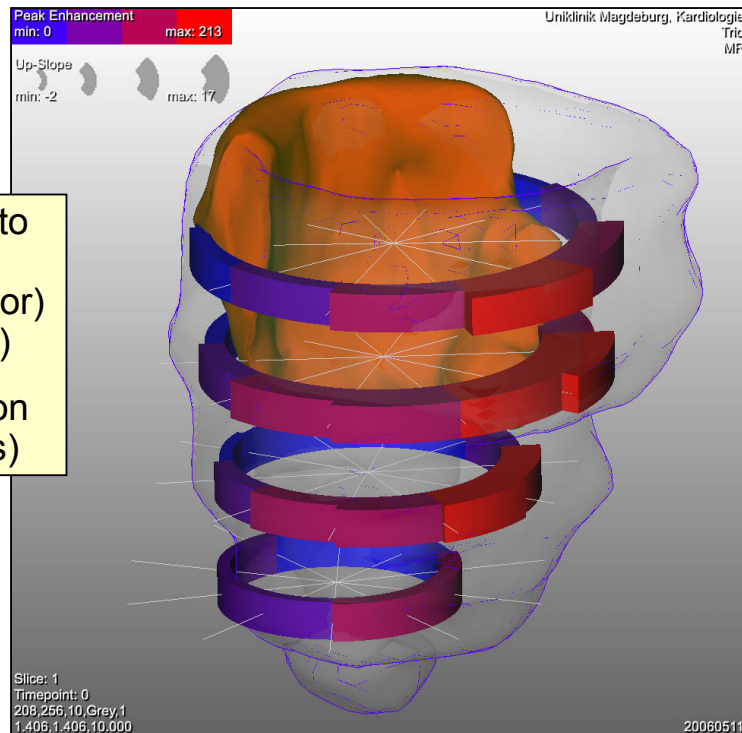 Peak Enhancement
min: 0 max: 213
Up-Slope
min: -2 max: 17
Uniklinik Magdeburg, Kardiologie
to
or)
)
on
s)
Slice: 1
Timepoint: 0
208,256,10,Grey,1
1.406,1.406,10.000
20060511